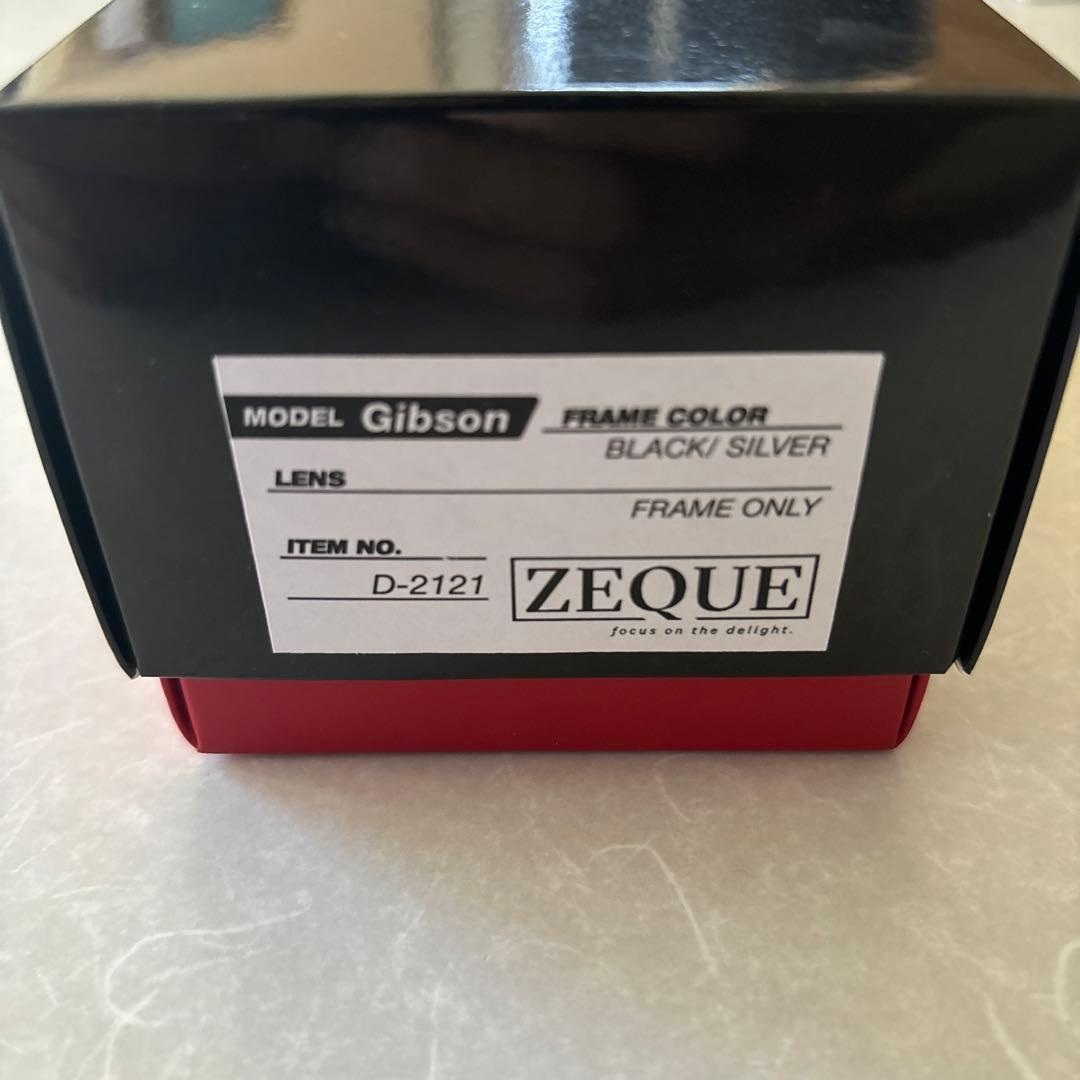 MODEL Gibson
FRAME COLOR
BLACK/ SILVER
LENS
FRAME ONLY
ITEM NO.
D-2121
ZEQUE
focus on the delight.